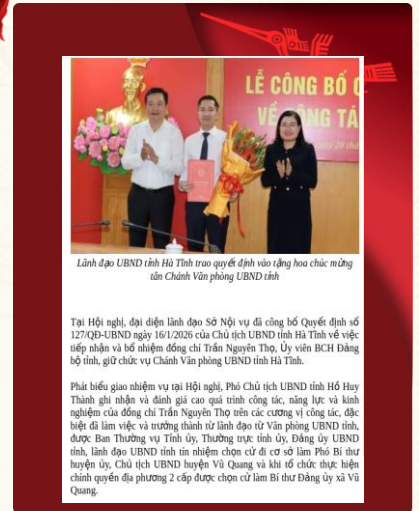 LỄ CÔNG BỐ
VỀ CÔNG TÁ
Lãnh đạo UBND tỉnh Hà Tĩnh trao quyết định vào tặng hoa chúc mừng
tân Chánh Văn phòng UBND tỉnh
Tại Hội nghị, đại diện lãnh đạo Sở Nội vụ đã công bố Quyết định số
127/QĐ-UBND ngày 16/1/2026 của Chủ tịch UBND tỉnh Hà Tĩnh về việc
tiếp nhận và bổ nhiệm đồng chí Trần Nguyên Thọ, Ủy viên BCH Đảng
bộ tỉnh, giữ chức vụ Chánh Văn phòng UBND tỉnh Hà Tĩnh.
Phát biểu giao nhiệm vụ tại Hội nghị, Phó Chủ tịch UBND tỉnh Hồ Huy
Thành ghi nhận và đánh giá cao quá trình công tác, năng lực và kinh
nghiệm của đồng chí Trần Nguyên Thọ trên các cương vị công tác, đặc
biệt đã làm việc và trưởng thành từ lãnh đạo từ Văn phòng UBND tỉnh,
được Ban Thường vụ Tỉnh ủy, Thường trực tỉnh ủy, Đảng ủy UBND
tỉnh, lãnh đạo UBND tỉnh tin nhiệm chọn cử đi cơ sở làm Phó Bí thư
huyện ủy, Chủ tịch UBND huyện Vũ Quang và khi tổ chức thực hiện
chính quyền địa phương 2 cấp được chọn cử làm Bí thư Đảng ủy xã Vũ
Quang.